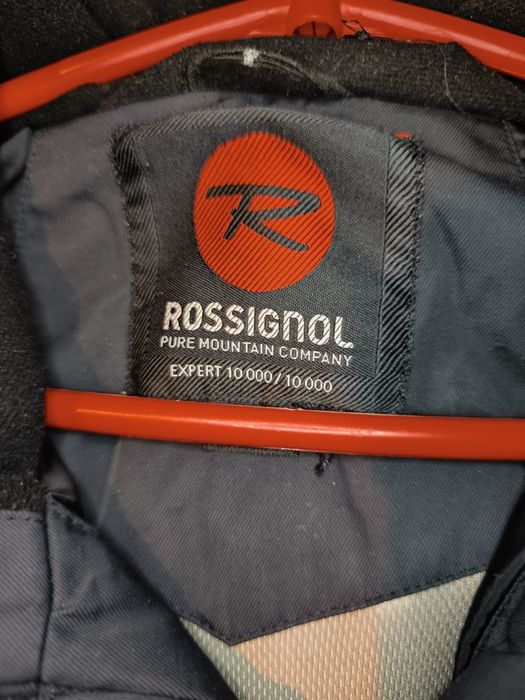 R
ROSSIGNOL
PURE MOUNTAIN COMPANY
EXPERT 10 000 / 10 000